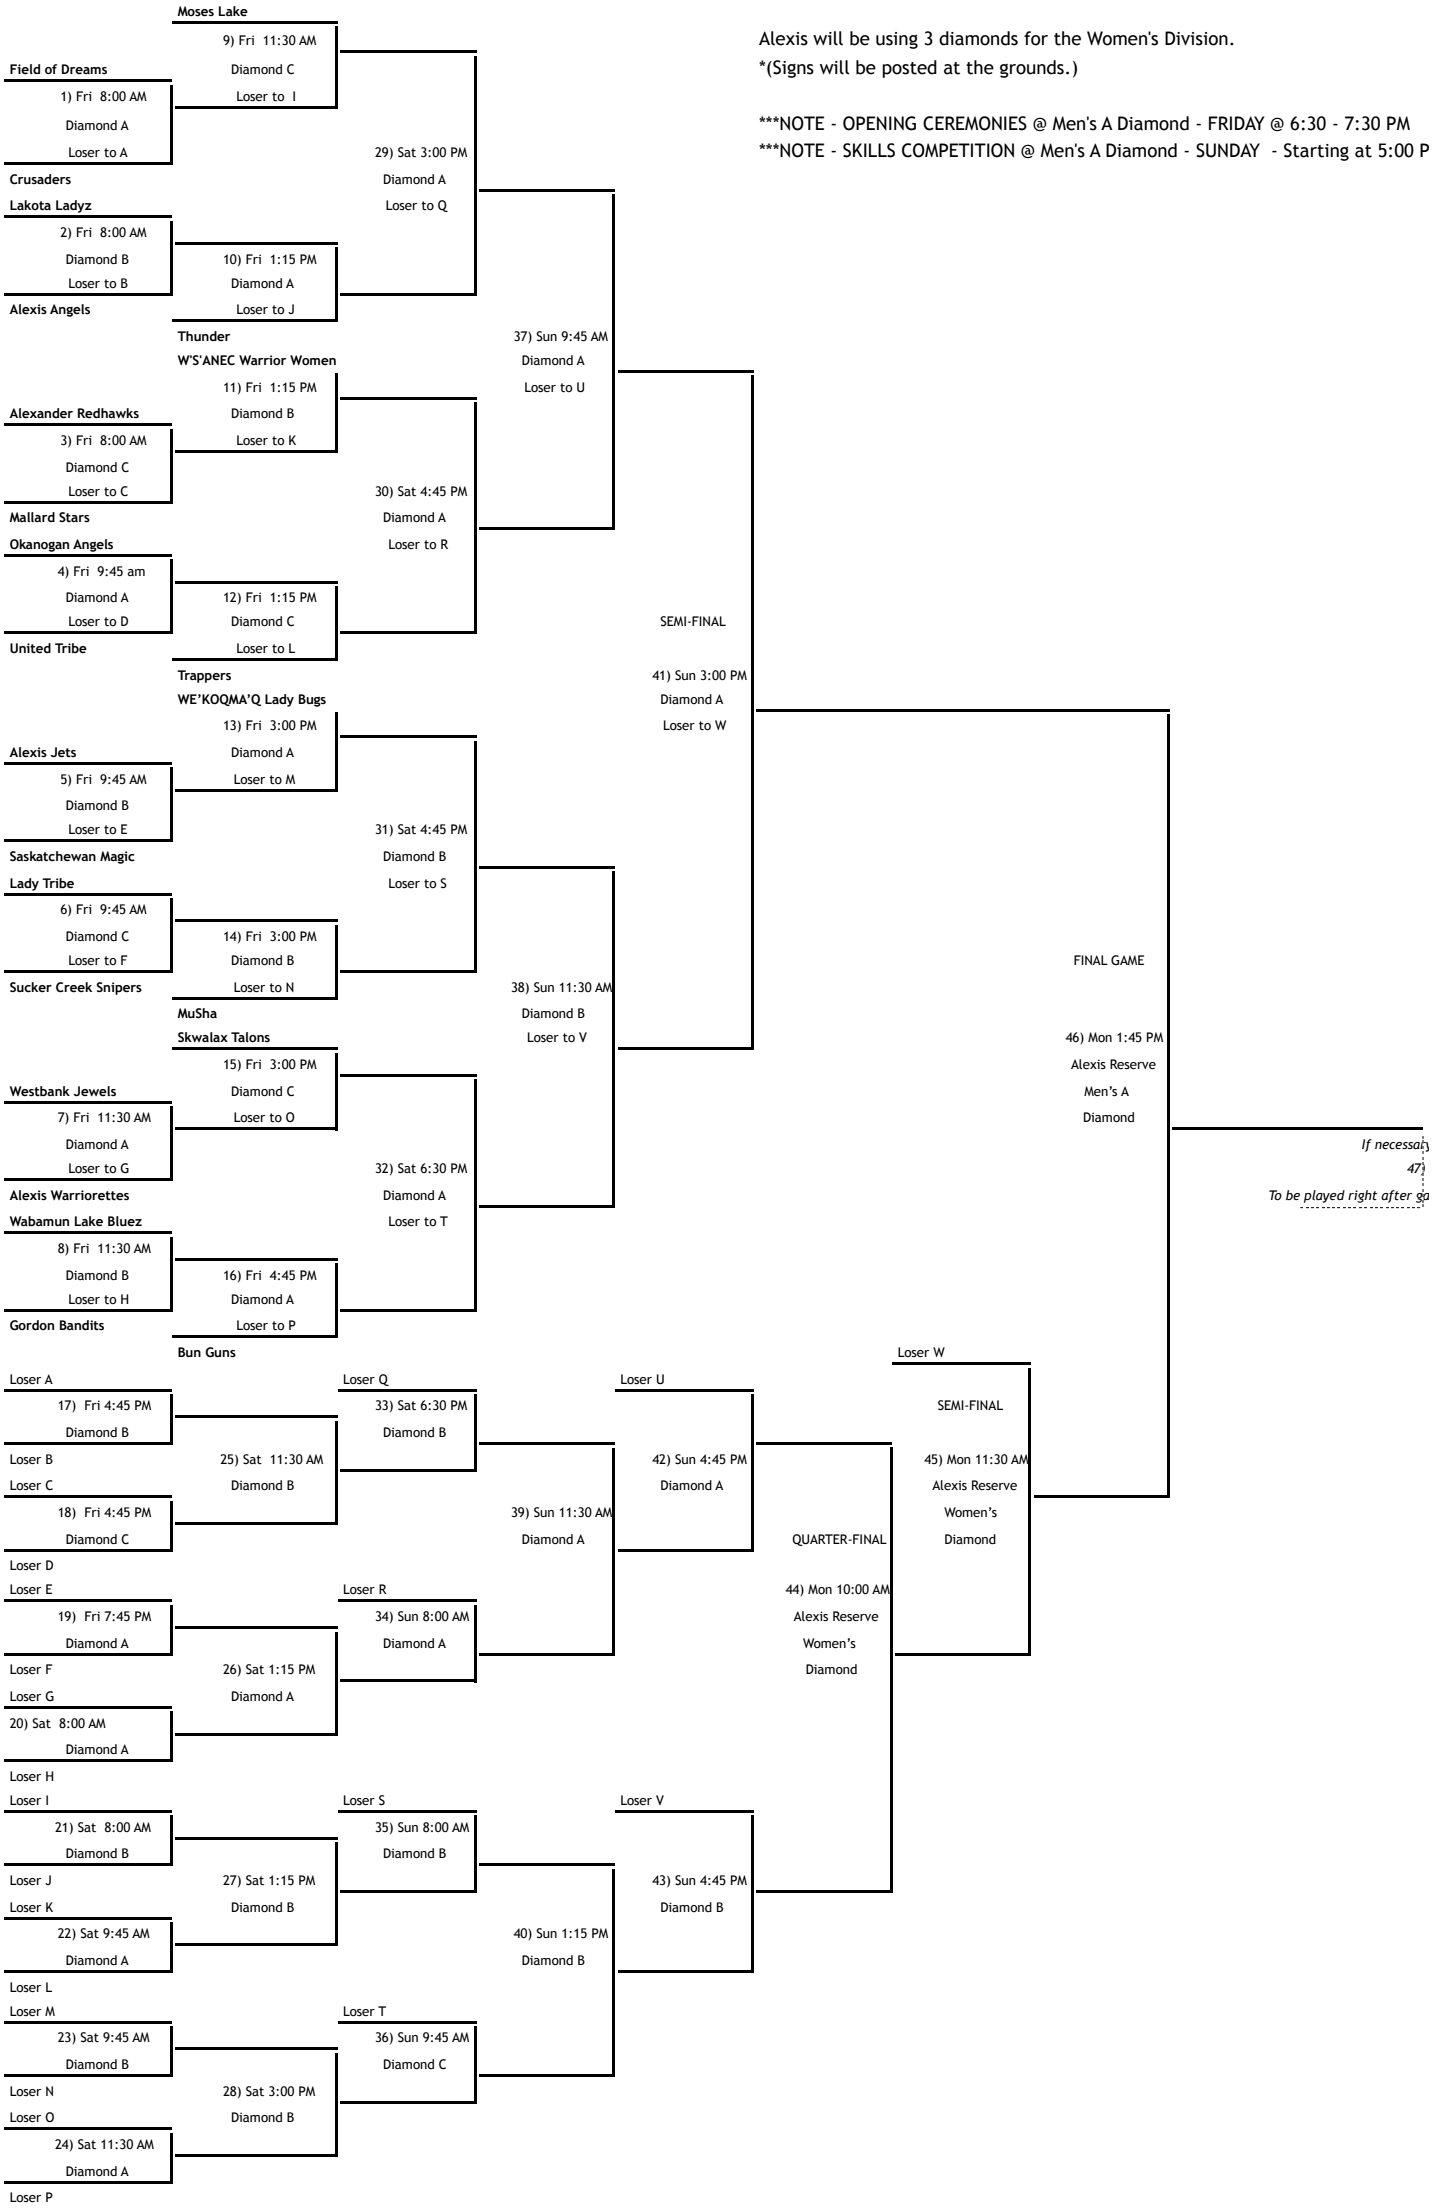 Alexis will be using 3 diamonds for the Women's Division.
*(Signs will be posted at the grounds.)
***NOTE - OPENING CEREMONIES @ Men's A Diamond - FRIDAY @ 6:30 - 7:30 PM
***NOTE - SKILLS COMPETITION @ Men's A Diamond - SUNDAY - Starting at 5:00 P
Moses Lake
9) Fri 11:30 AM
Diamond C
Loser to I
Field of Dreams
1) Fri 8:00 AM
Diamond A
Loser to A
Crusaders
Lakota Ladyz
2) Fri 8:00 AM
Diamond B
Loser to B
Alexis Angels
10) Fri 1:15 PM
Diamond A
Loser to J
Thunder
29) Sat 3:00 PM
Diamond A
Loser to Q
W'S'ANEC Warrior Women
11) Fri 1:15 PM
Diamond B
Loser to K
Alexander Redhawks
3) Fri 8:00 AM
Diamond C
Loser to C
Mallard Stars
Okanogan Angels
4) Fri 9:45 am
Diamond A
Loser to D
United Tribe
12) Fri 1:15 PM
Diamond C
Loser to L
Trappers
30) Sat 4:45 PM
Diamond A
Loser to R
37) Sun 9:45 AM
Diamond A
Loser to U
WE’KOQMA’Q Lady Bugs
13) Fri 3:00 PM
Diamond A
Loser to M
Alexis Jets
5) Fri 9:45 AM
Diamond B
Loser to E
Saskatchewan Magic
Lady Tribe
6) Fri 9:45 AM
Diamond C
Loser to F
Sucker Creek Snipers
14) Fri 3:00 PM
Diamond B
Loser to N
MuSha
31) Sat 4:45 PM
Diamond B
Loser to S
Skwalax Talons
15) Fri 3:00 PM
Diamond C
Loser to O
Westbank Jewels
7) Fri 11:30 AM
Diamond A
Loser to G
Alexis Warriorettes
Wabamun Lake Bluez
8) Fri 11:30 AM
Diamond B
Loser to H
Gordon Bandits
16) Fri 4:45 PM
Diamond A
Loser to P
Bun Guns
32) Sat 6:30 PM
Diamond A
Loser to T
38) Sun 11:30 AM
Diamond B
Loser to V
SEMI-FINAL
41) Sun 3:00 PM
Diamond A
Loser to W
FINAL GAME
46) Mon 1:45 PM
Alexis Reserve
Men’s A
Diamond
If necessary
47)
To be played right after ga
Loser A
17) Fri 4:45 PM
Diamond B
Loser B
Loser C
18) Fri 4:45 PM
Diamond C
Loser D
25) Sat 11:30 AM
Diamond B
Loser Q
33) Sat 6:30 PM
Diamond B
Loser E
19) Fri 7:45 PM
Diamond A
Loser F
Loser G
20) Sat 8:00 AM
Diamond A
Loser H
26) Sat 1:15 PM
Diamond A
Loser R
34) Sun 8:00 AM
Diamond A
39) Sun 11:30 AM
Diamond A
Loser U
42) Sun 4:45 PM
Diamond A
Loser I
21) Sat 8:00 AM
Diamond B
Loser J
Loser K
22) Sat 9:45 AM
Diamond A
Loser L
27) Sat 1:15 PM
Diamond B
Loser S
35) Sun 8:00 AM
Diamond B
Loser M
23) Sat 9:45 AM
Diamond B
Loser N
Loser O
24) Sat 11:30 AM
Diamond A
Loser P
28) Sat 3:00 PM
Diamond B
Loser T
36) Sun 9:45 AM
Diamond C
40) Sun 1:15 PM
Diamond B
Loser V
43) Sun 4:45 PM
Diamond B
QUARTER-FINAL
44) Mon 10:00 AM
Alexis Reserve
Women’s
Diamond
Loser W
SEMI-FINAL
45) Mon 11:30 AM
Alexis Reserve
Women’s
Diamond